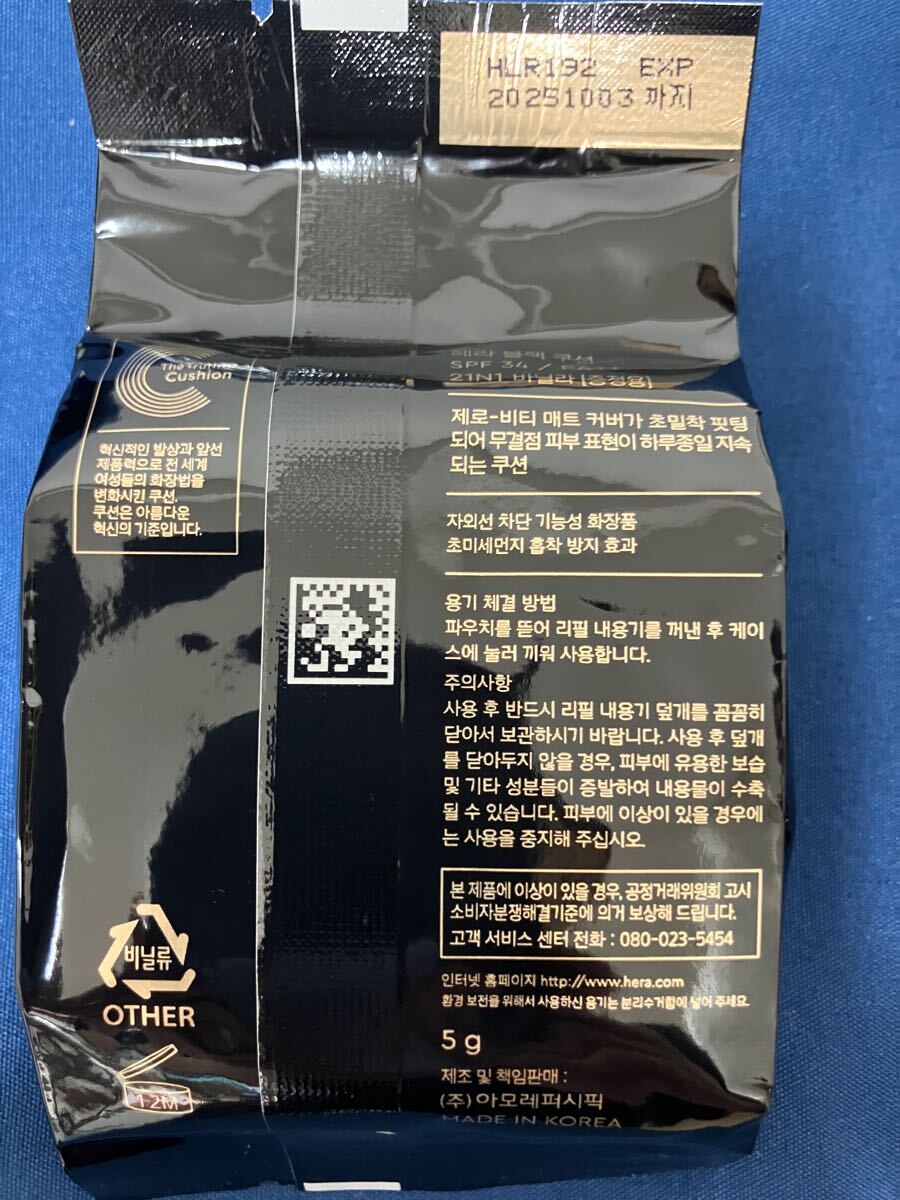 HLR192 EXP
20251003 까지
The Truth of
Cushion
혁신적인 발상과 앞선
제품력으로 전 세계
여성들의 화장법을
변화시킨 쿠션.
쿠션은 아름다운
혁신의 기준입니다.
헤라 블랙 쿠션
SPF 34 / PA++
21N1 바닐라 [증정용]
제로-비티 매트 커버가 초밀착 핏팅
되어 무결점 피부 표현이 하루종일 지속
되는 쿠션
자외선 차단 기능성 화장품
초미세먼지 흡착 방지 효과
용기 체결 방법
파우치를 뜯어 리필 내용기를 꺼낸 후 케이
스에 눌러 끼워 사용합니다.
주의사항
사용 후 반드시 리필 내용기 덮개를 꼼꼼히
닫아서 보관하시기 바랍니다. 사용 후 덮개
를 닫아두지 않을 경우, 피부에 유용한 보습
및 기타 성분들이 증발하여 내용물이 수축
될 수 있습니다. 피부에 이상이 있을 경우에
는 사용을 중지해 주십시오.
본 제품에 이상이 있을 경우, 공정거래위원회 고시
소비자분쟁해결기준에 의거 보상해 드립니다.
고객 서비스 센터 전화 : 080-023-5454
인터넷 홈페이지 http://www.hera.com
환경 보전을 위해서 사용하신 용기는 분리수거함에 넣어 주세요.
5 g
제조 및 책임판매 :
(주) 아모레퍼시픽
MADE IN KOREA
비닐류
OTHER
12M